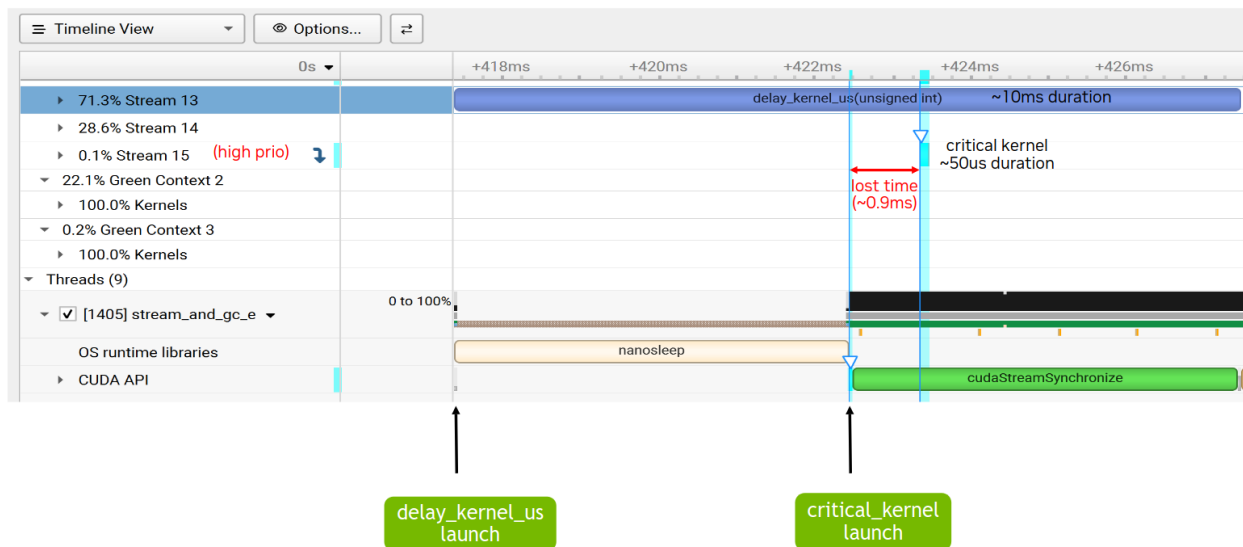 Timeline View
Options...
0s
+418ms +420ms +422ms +424ms +426ms
71.3% Stream 13
delay_kernel_us(unsigned int) ~10ms duration
28.6% Stream 14
0.1% Stream 15 (high prio)
critical kernel
~50us duration
lost time
(~0.9ms)
22.1% Green Context 2
100.0% Kernels
0.2% Green Context 3
100.0% Kernels
Threads (9)
0 to 100%
[1405] stream_and_gc_e
OS runtime libraries
nanosleep
CUDA API
cudaStreamSynchronize
delay_kernel_us
launch
critical_kernel
launch